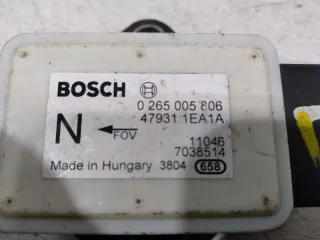 BOSCH 0 265 005 806
47931 1EA1A
N FOV
11046
7038514
Made in Hungary 3804 658